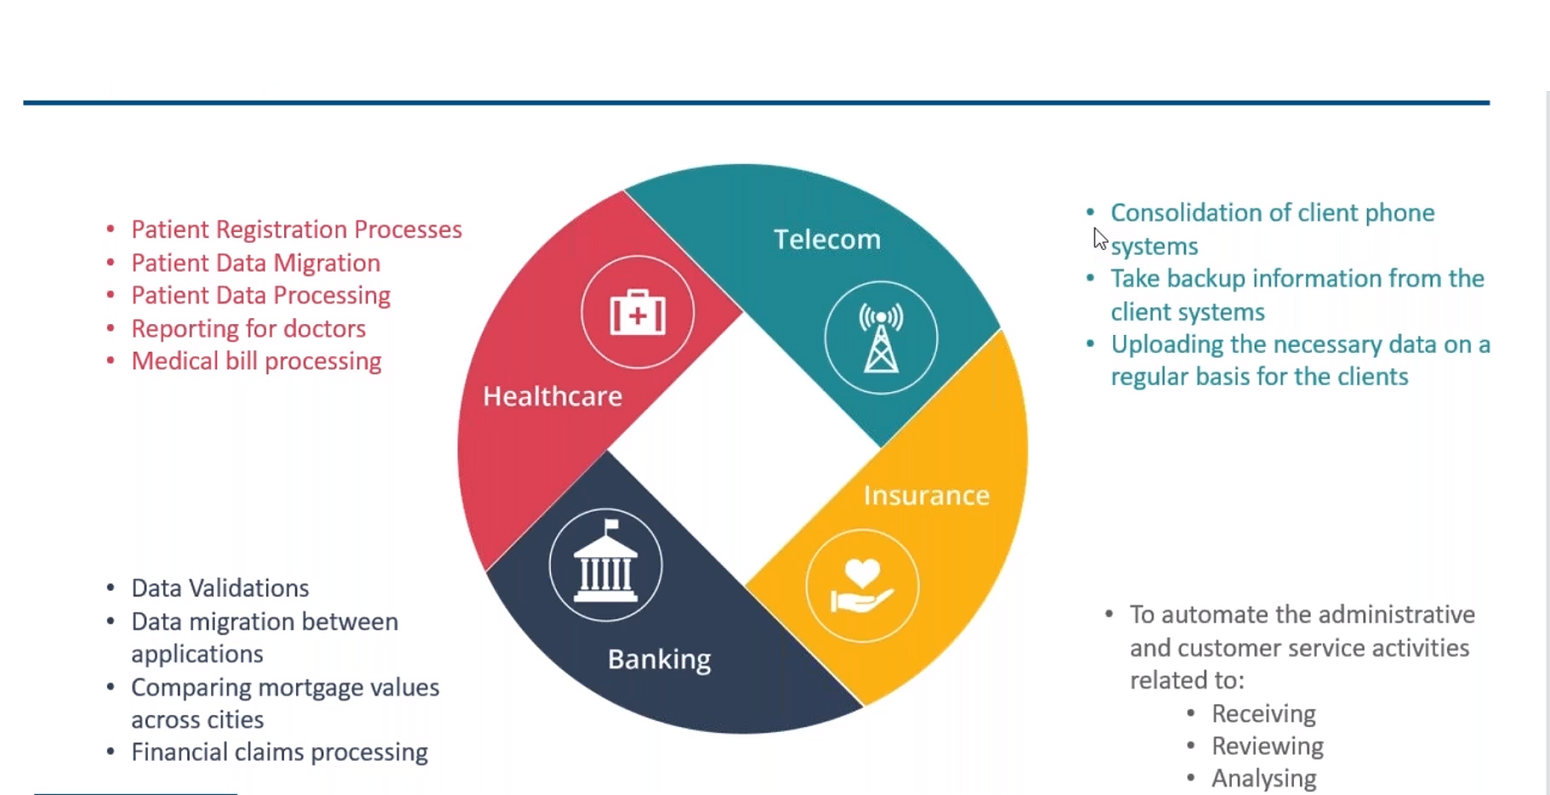 • Patient Registration Processes
• Patient Data Migration
• Patient Data Processing
• Reporting for doctors
• Medical bill processing
Telecom
Healthcare
Insurance
Banking
• Consolidation of client phone
systems
• Take backup information from the
client systems
• Uploading the necessary data on a
regular basis for the clients
• Data Validations
• Data migration between
applications
• Comparing mortgage values
across cities
• Financial claims processing
• To automate the administrative
and customer service activities
related to:
• Receiving
• Reviewing
• Analysing